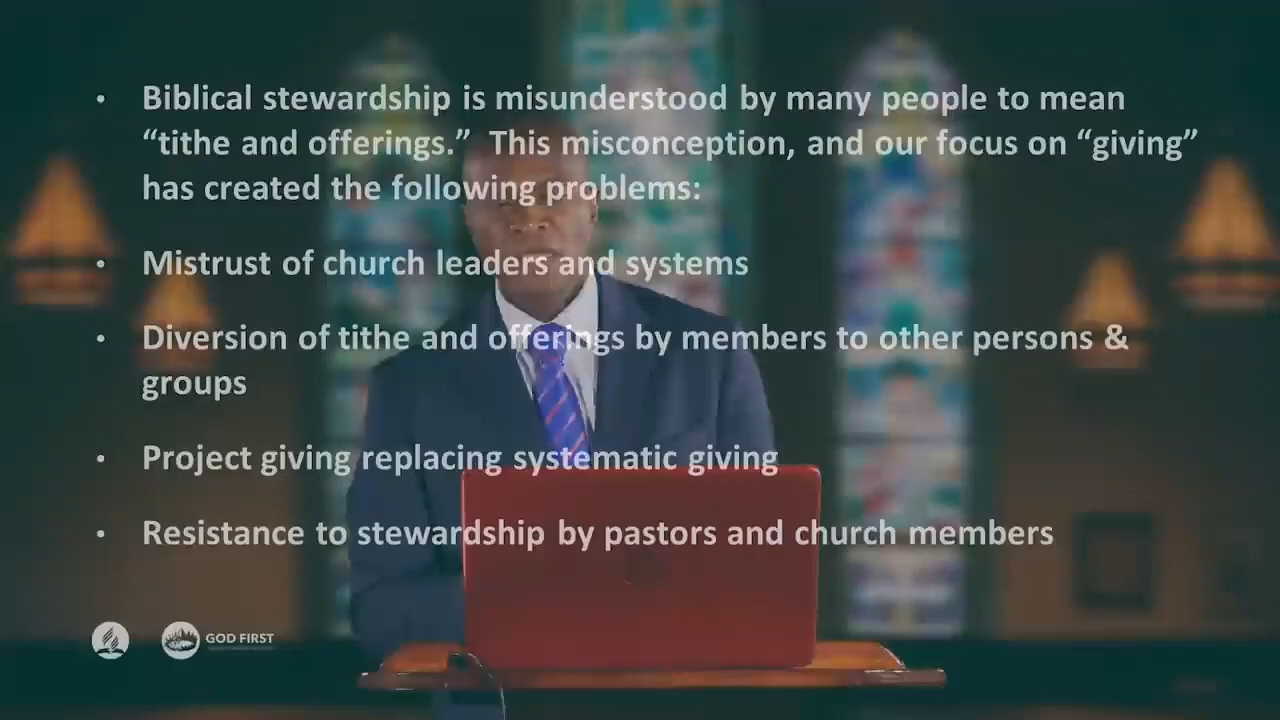 • Biblical stewardship is misunderstood by many people to mean
“tithe and offerings.” This misconception, and our focus on “giving”
has created the following problems:
• Mistrust of church leaders and systems
• Diversion of tithe and offerings by members to other persons &
groups
• Project giving replacing systematic giving
• Resistance to stewardship by pastors and church members
GOD FIRST